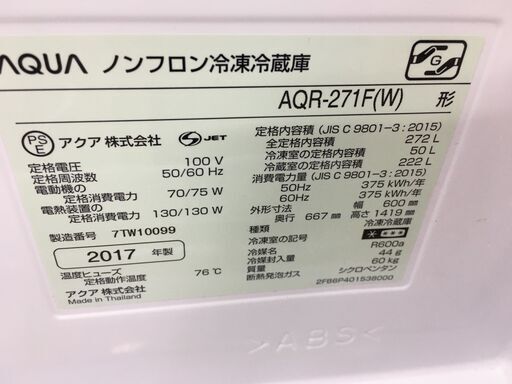 AQUA ノンフロン冷凍冷蔵庫
G
AQR-271F(W) 形
PS
E アクア 株式会社 S JET
定格電圧 100 V
定格周波数 50/60 Hz
電動機の
定格消費電力 70/75 W
電熱装置の
定格消費電力 130/130 W
製造番号 7TW10099
2017 年製
温度ヒューズ
定格動作温度 76℃
アクア 株式会社
Made in Thailand
定格内容積 (JIS C 9801-3:2015)
全定格内容積 272 L
冷凍室の定格内容積 50 L
冷蔵室の定格内容積 222 L
消費電力量 (JIS C 9801-3:2015)
50Hz 375 kWh/年
60Hz 375 kWh/年
外形寸法 幅 600㎜
奥行 667㎜ 高さ 1419㎜
種類 冷凍冷蔵庫
冷凍室の記号 * ***
冷媒名 R600a
冷媒封入量 44 g
質量 60 kg
断熱発泡ガス シクロペンタン
2FB6P401538000
>ABS<